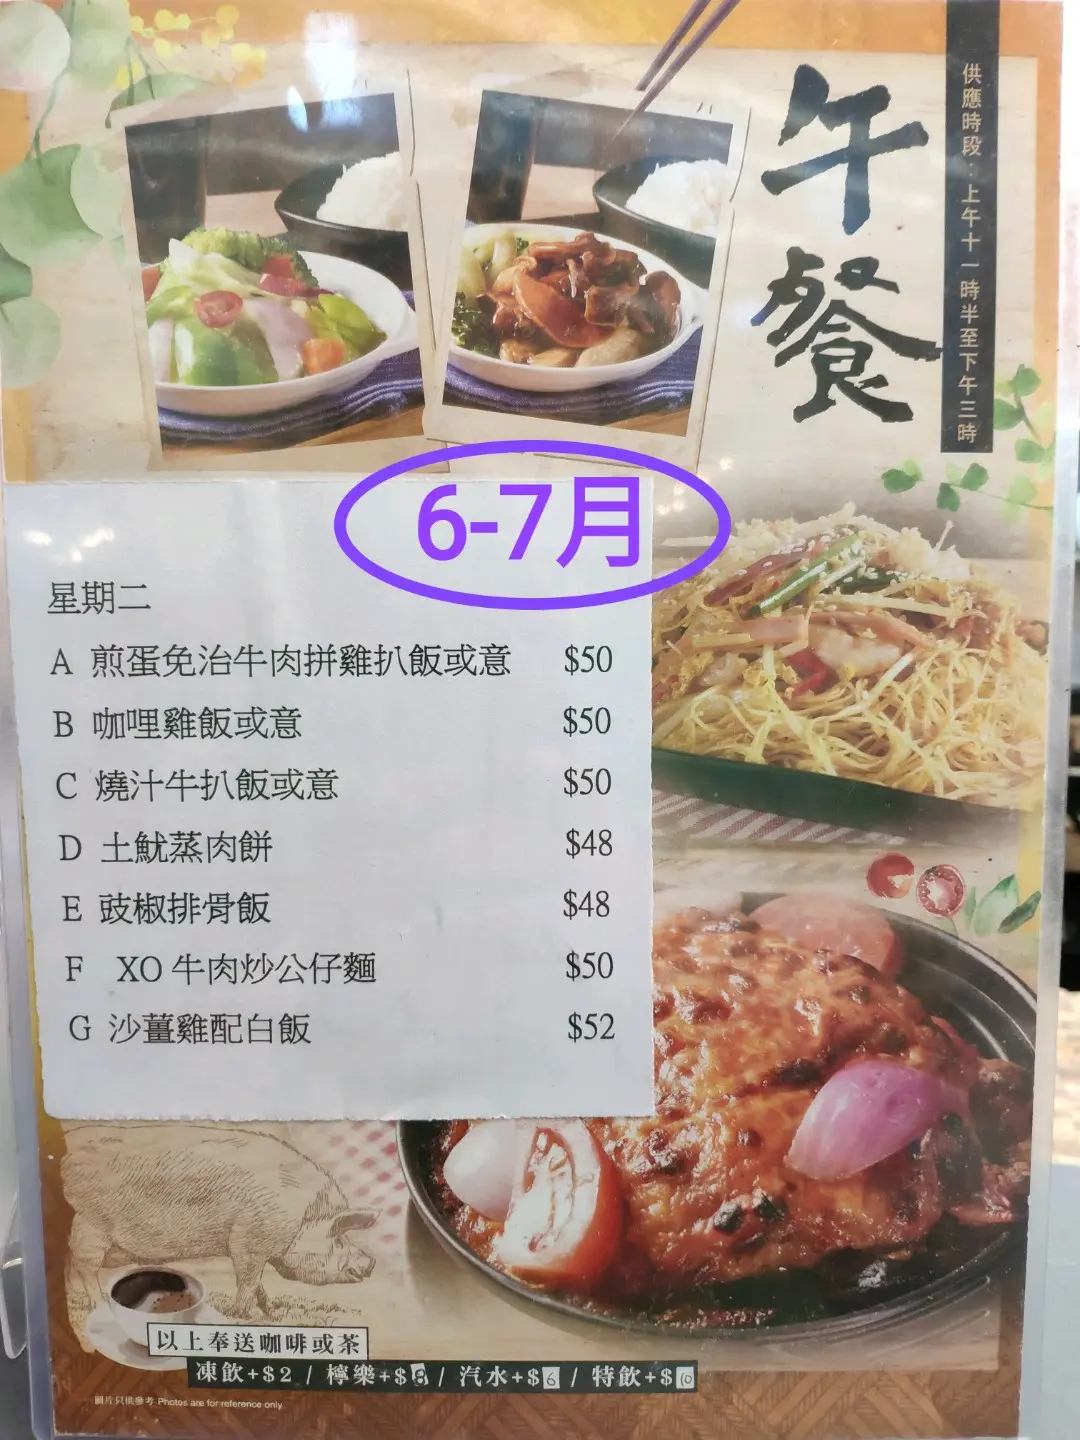 午餐
供應時段：上午十一時半至下午三時
6-7月
星期二
A 煎蛋免治牛肉拼雞扒飯或意 $50
B 咖哩雞飯或意 $50
C 燒汁牛扒飯或意 $50
D 土魷蒸肉餅 $48
E 豉椒排骨飯 $48
F XO 牛肉炒公仔麵 $50
G 沙薑雞配白飯 $52
以上奉送咖啡或茶
凍飲+$2 / 檸樂+$8 / 汽水+$6 / 特飲+$10
圖片只供參考 Photos are for reference only.